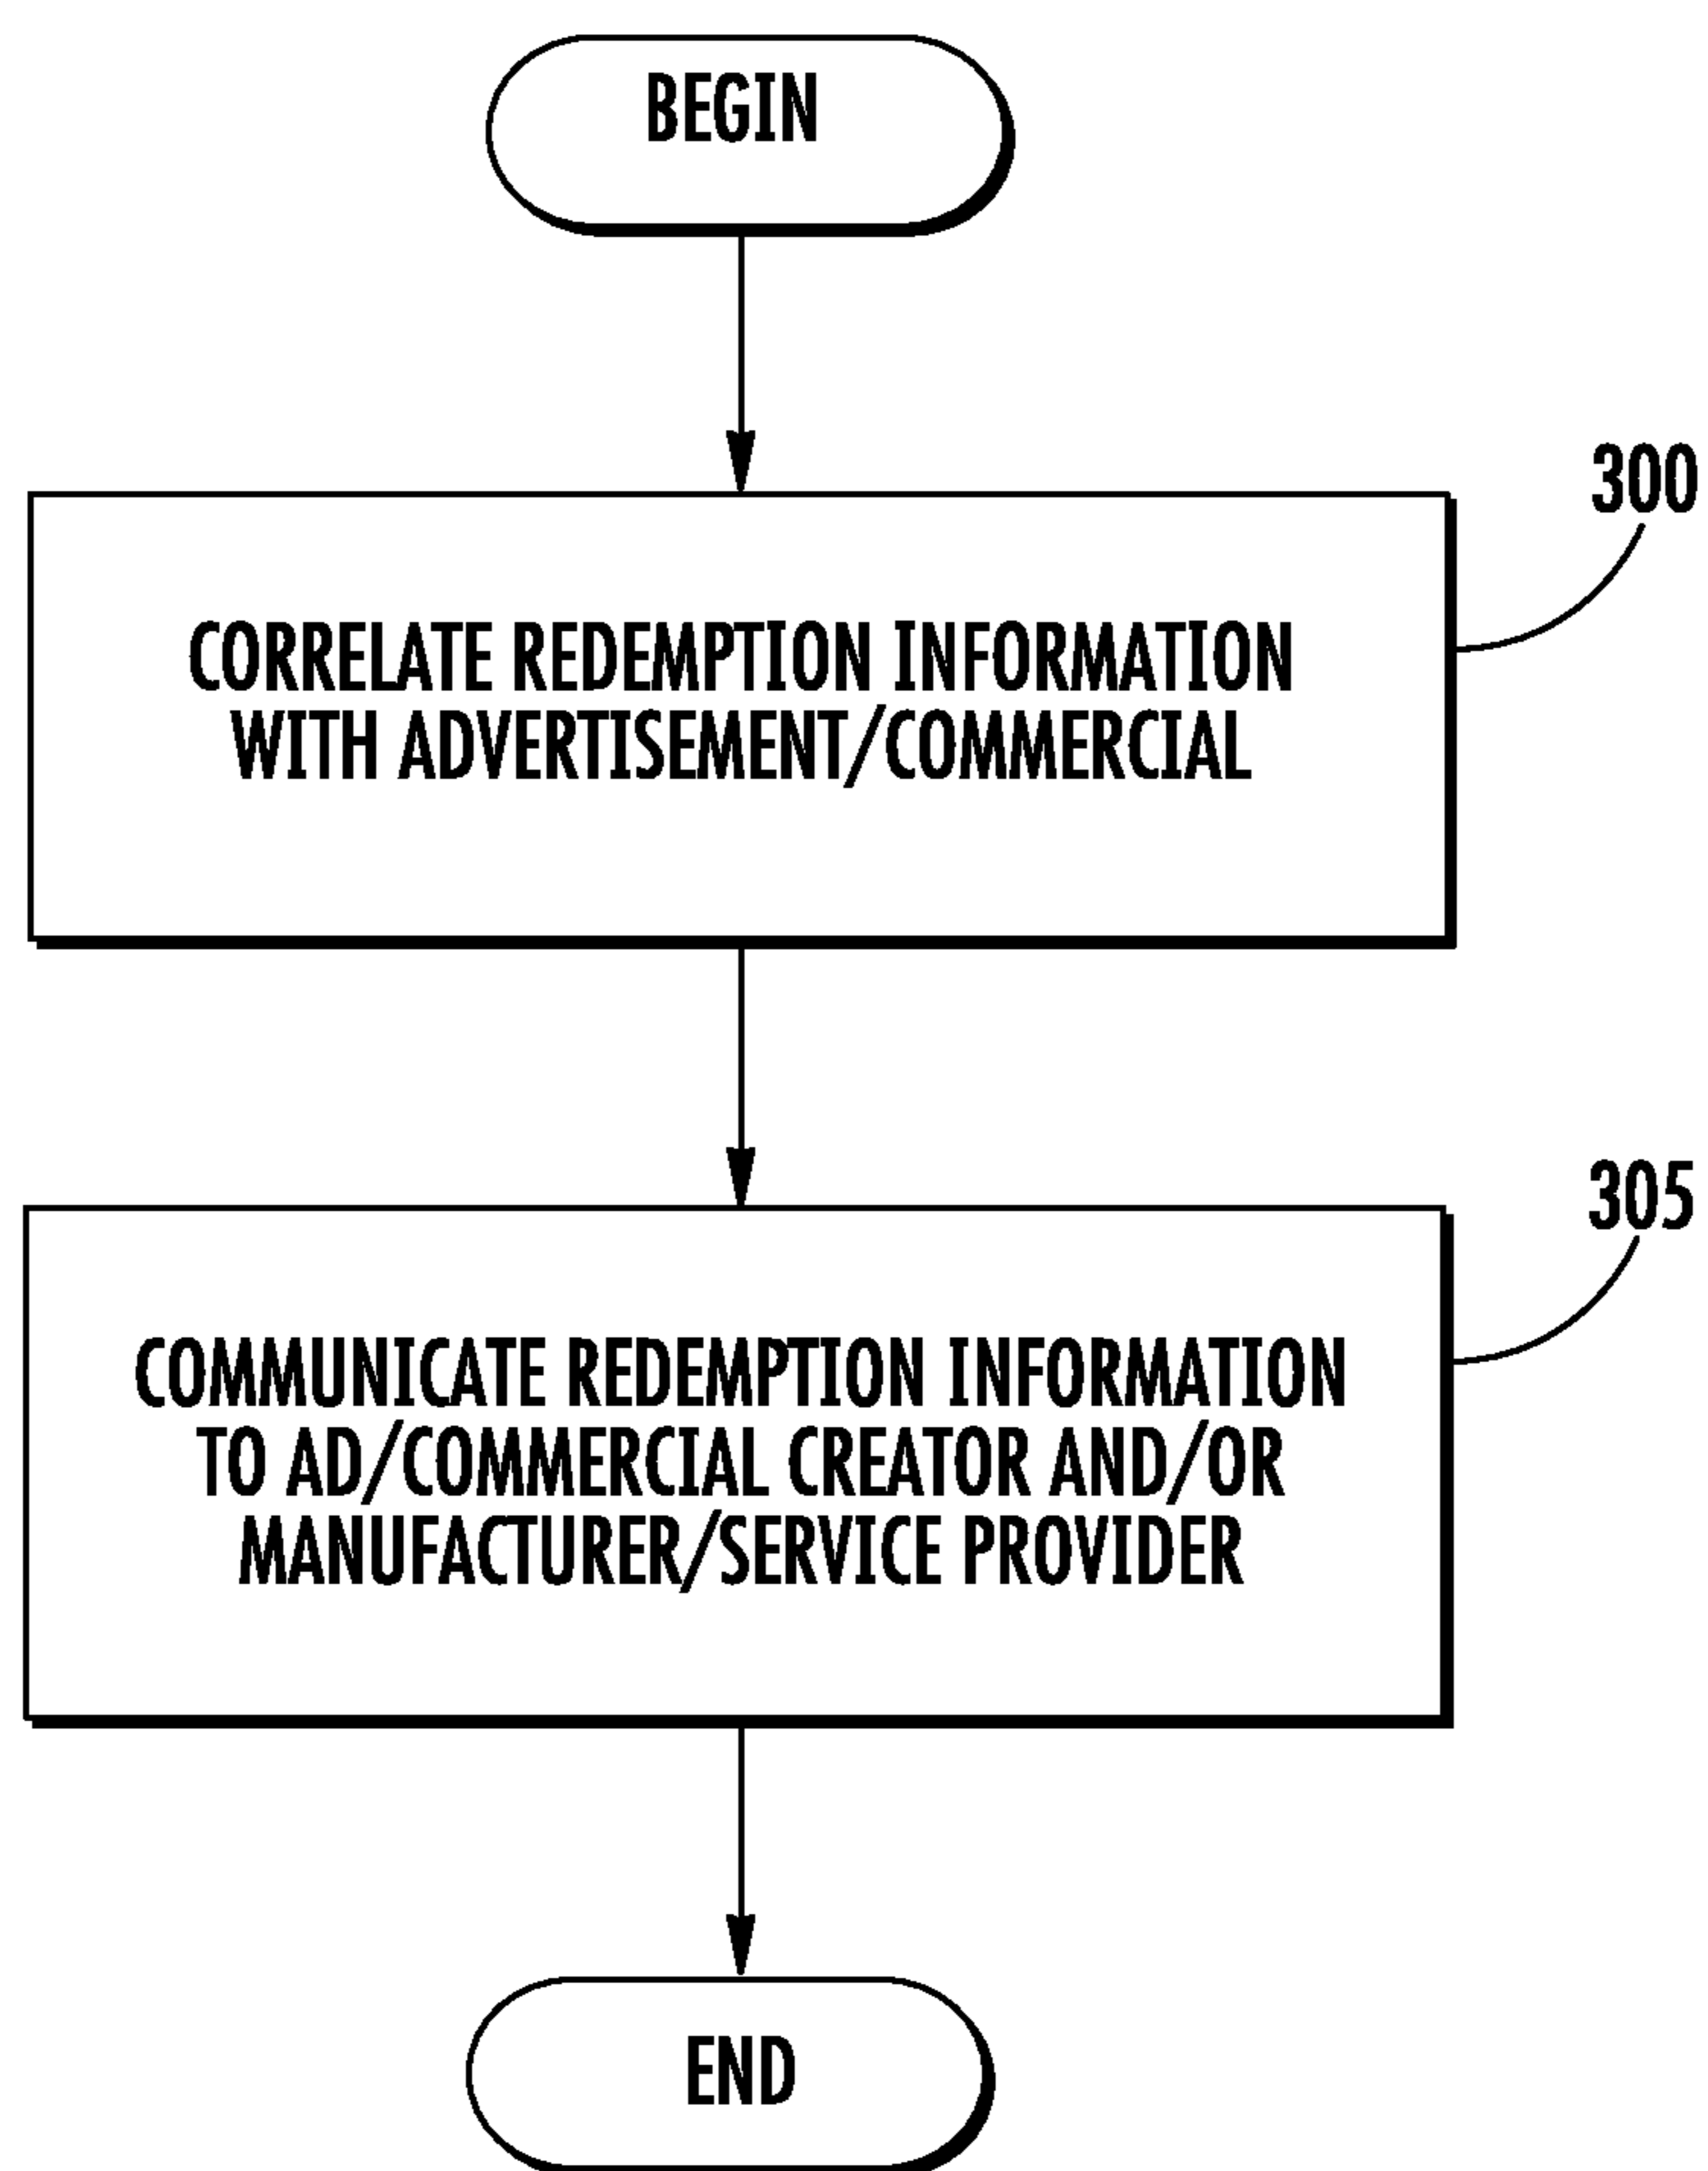 BEGIN
300
CORRELATE REDEMPTION INFORMATION
WITH ADVERTISEMENT/COMMERCIAL
305
COMMUNICATE REDEMPTION INFORMATION
TO AD/COMMERCIAL CREATOR AND/OR
MANUFACTURER/SERVICE PROVIDER
END